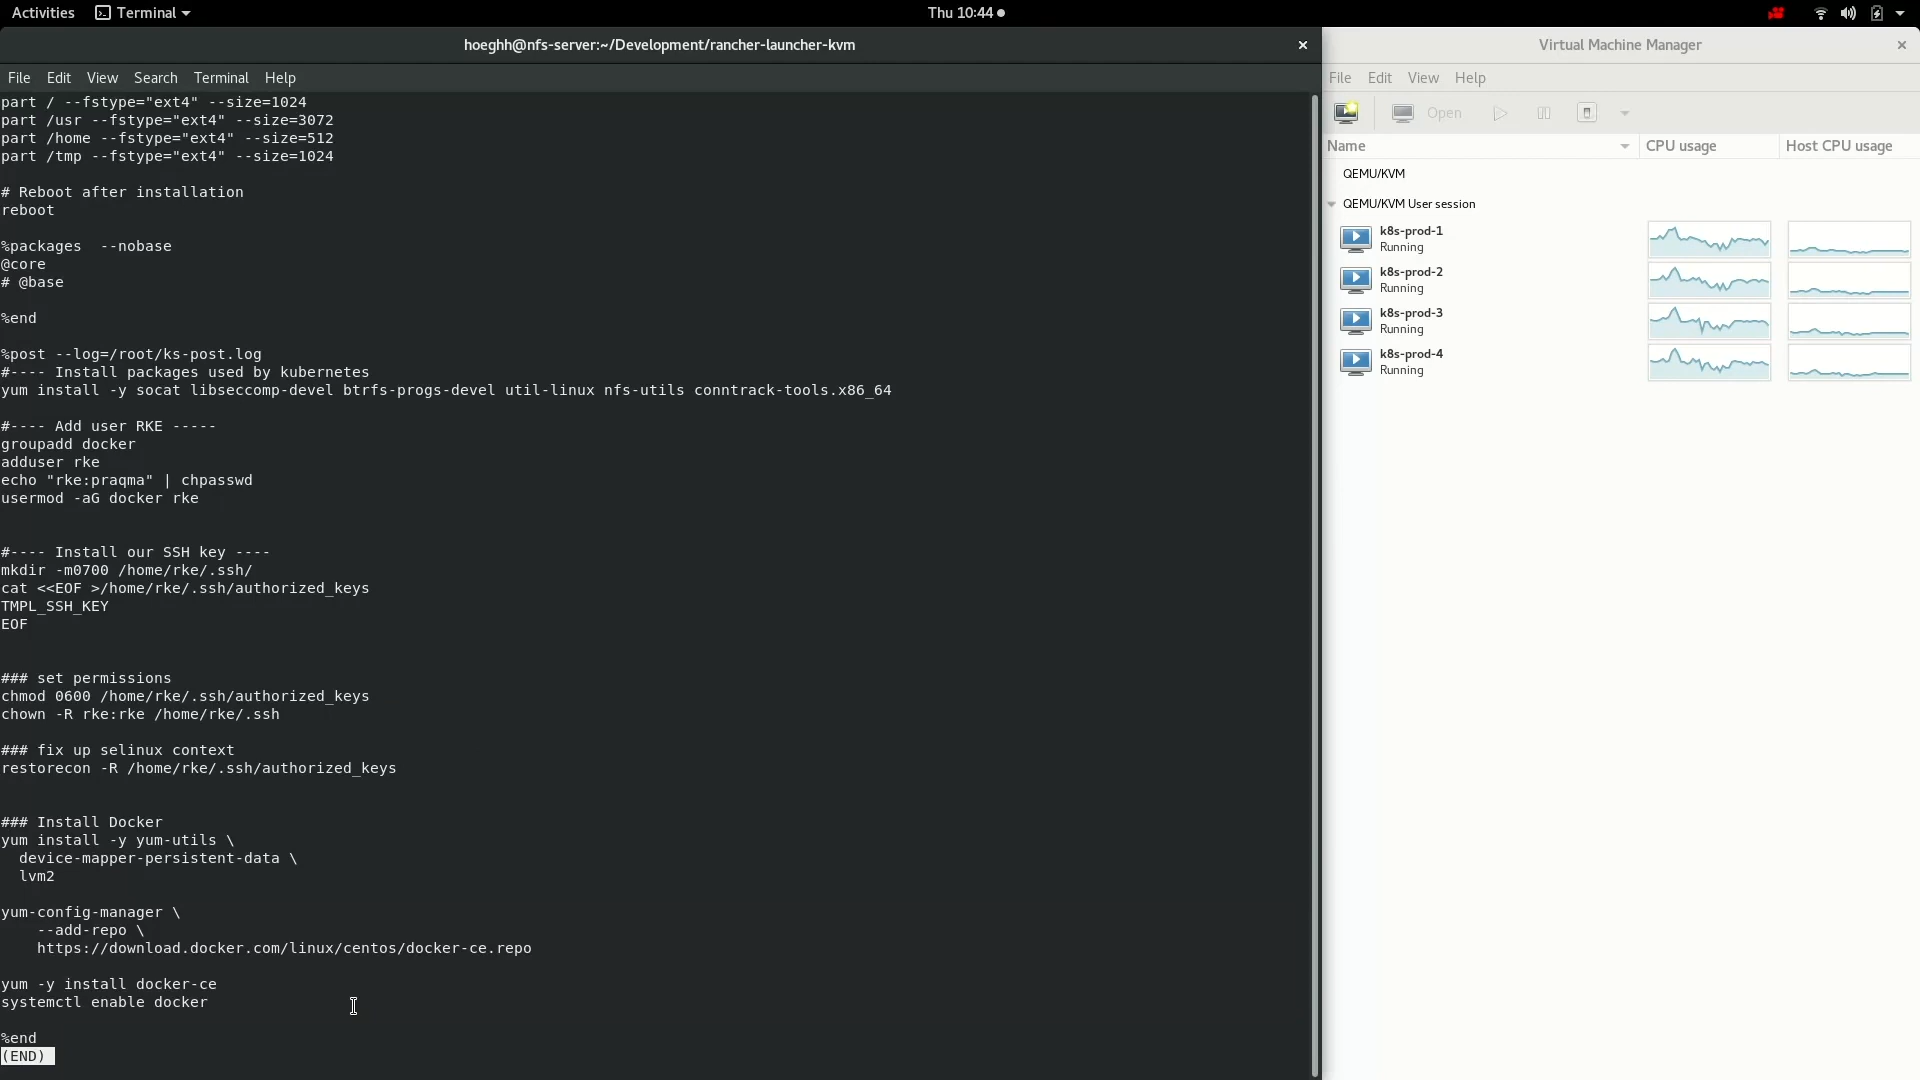 Activities Terminal Thu 10:44
hoeghh@nfs-server:~/Development/rancher-launcher-kvm
File Edit View Search Terminal Help
part / --fstype="ext4" --size=1024
part /usr --fstype="ext4" --size=3072
part /home --fstype="ext4" --size=512
part /tmp --fstype="ext4" --size=1024
# Reboot after installation
reboot
%packages  --nobase
@core
# @base
%end
%post --log=/root/ks-post.log
#---- Install packages used by kubernetes
yum install -y socat libseccomp-devel btrfs-progs-devel util-linux nfs-utils conntrack-tools.x86_64
#---- Add user RKE -----
groupadd docker
adduser rke
echo "rke:praqma" | chpasswd
usermod -aG docker rke
#---- Install our SSH key ----
mkdir -m0700 /home/rke/.ssh/
cat <<EOF >/home/rke/.ssh/authorized_keys
TMPL_SSH_KEY
EOF
### set permissions
chmod 0600 /home/rke/.ssh/authorized_keys
chown -R rke:rke /home/rke/.ssh
### fix up selinux context
restorecon -R /home/rke/.ssh/authorized_keys
### Install Docker
yum install -y yum-utils \
  device-mapper-persistent-data \
  lvm2
yum-config-manager \
    --add-repo \
    https://download.docker.com/linux/centos/docker-ce.repo
yum -y install docker-ce
systemctl enable docker
%end
(END)
Virtual Machine Manager
File Edit View Help
Open
Name CPU usage Host CPU usage
QEMU/KVM
QEMU/KVM User session
k8s-prod-1
Running
k8s-prod-2
Running
k8s-prod-3
Running
k8s-prod-4
Running